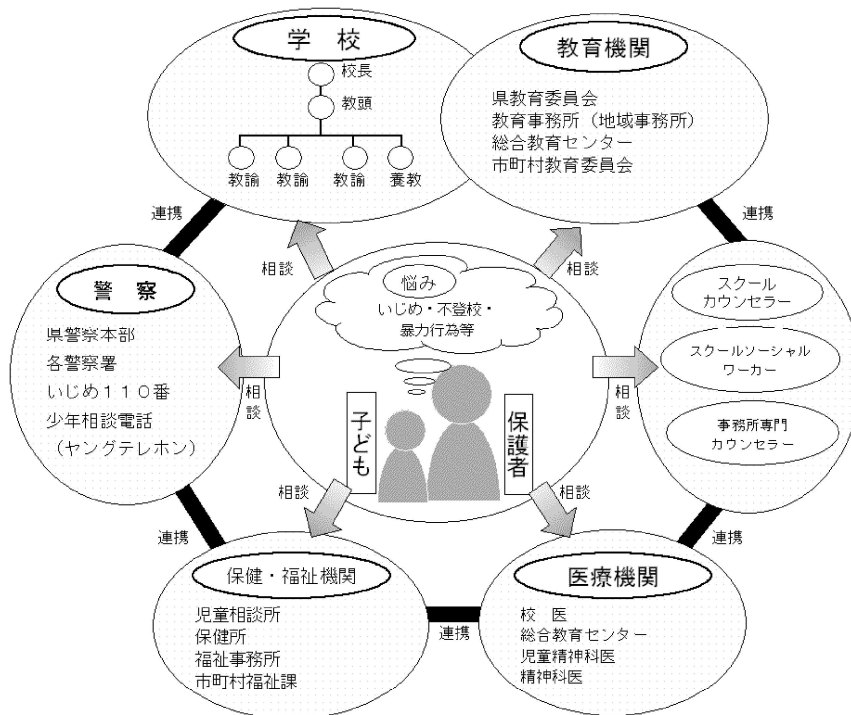 学　校
校長
教頭
教諭
教諭
教諭
養教
教育機関
県教育委員会
教育事務所（地域事務所）
総合教育センター
市町村教育委員会
連携
連携
相談
相談
悩み
いじめ・不登校・
暴力行為等
警　察
県警察本部
各警察署
いじめ１１０番
少年相談電話
（ヤングテレホン）
相談
子ども
保護者
相談
スクール
カウンセラー
スクールソーシャル
ワーカー
事務所専門
カウンセラー
相談
相談
連携
連携
保健・福祉機関
児童相談所
保健所
福祉事務所
市町村福祉課
連携
医療機関
校　医
総合教育センター
児童精神科医
精神科医